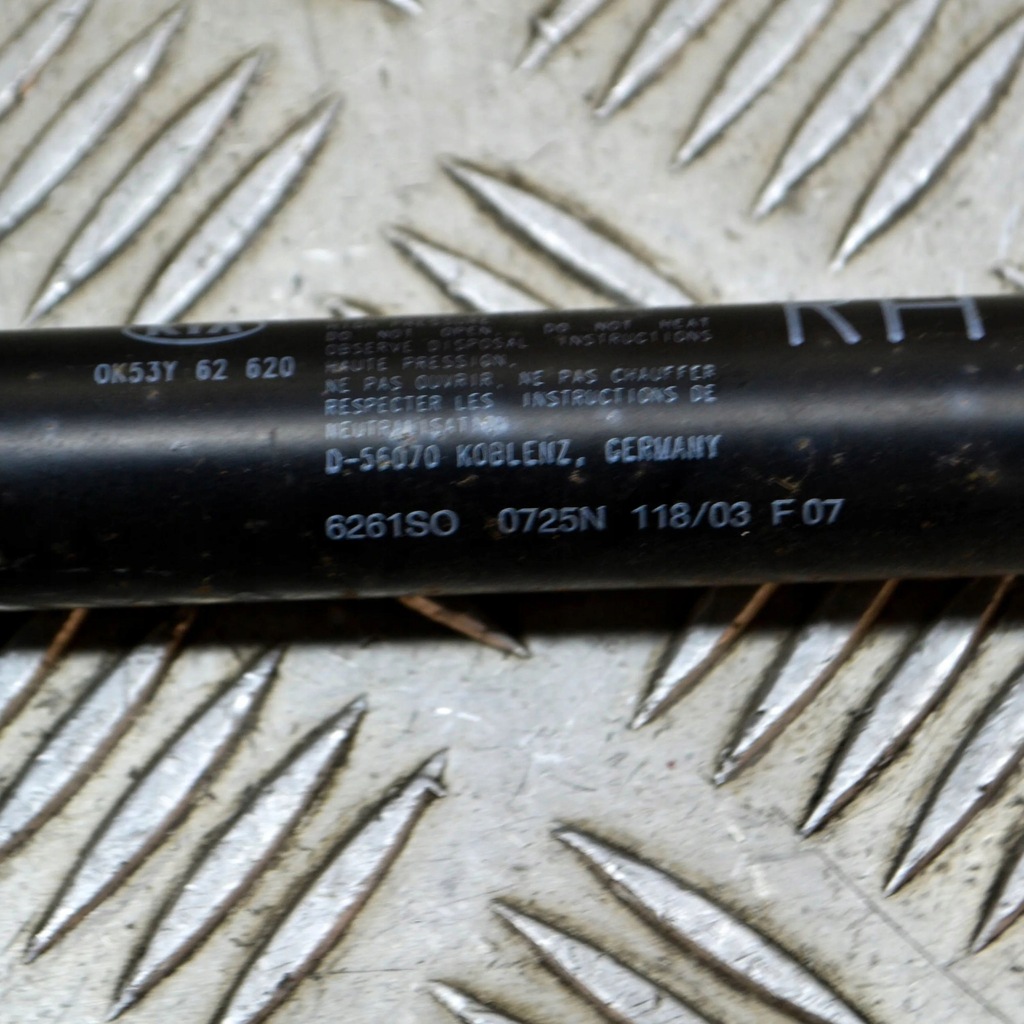 KIA
0K53Y 62 620
DO NOT OPEN. DO NOT HEAT
OBSERVE DISPOSAL INSTRUCTIONS
HAUTE PRESSION.
NE PAS OUVRIR. NE PAS CHAUFFER
RESPECTER LES INSTRUCTIONS DE
NEUTRALISATION
D-56070 KOBLENZ, GERMANY
6261SO 0725N 118/03 F 07
RH